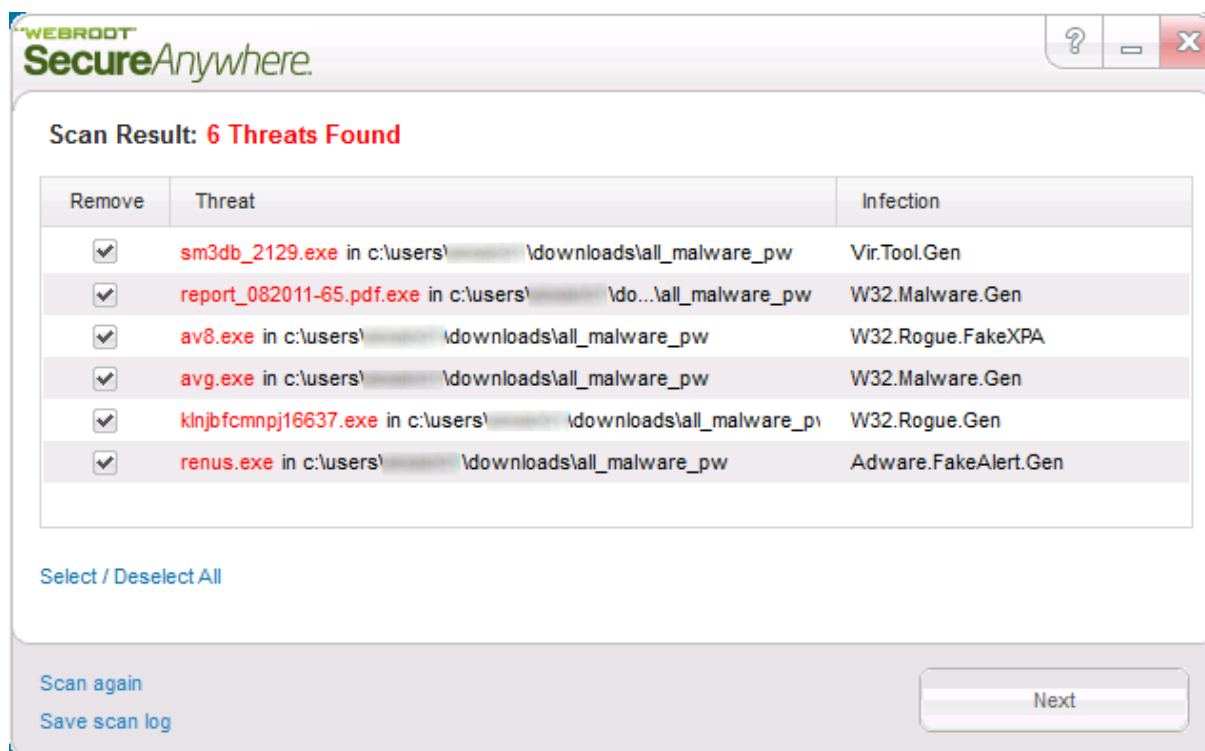 WEBROOT
SecureAnywhere.
?
Scan Result: 6 Threats Found
Remove Threat Infection
sm3db_2129.exe in c:\users\ \downloads\all_malware_pw Vir.Tool.Gen
report_082011-65.pdf.exe in c:\users\ \do...\all_malware_pw W32.Malware.Gen
av8.exe in c:\users\ \downloads\all_malware_pw W32.Rogue.FakeXPA
avg.exe in c:\users\ \downloads\all_malware_pw W32.Malware.Gen
klnjbfcmnpj16637.exe in c:\users\ \downloads\all_malware_p W32.Rogue.Gen
renus.exe in c:\users\ \downloads\all_malware_pw Adware.FakeAlert.Gen
Select / Deselect All
Scan again
Next
Save scan log